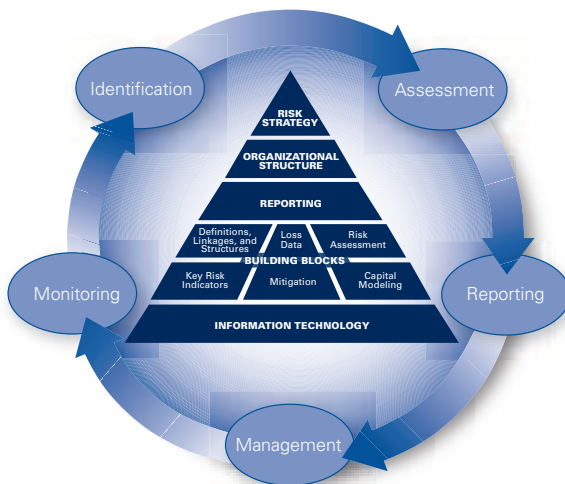 Identification
Assessment
RISK
STRATEGY
ORGANIZATIONAL
STRUCTURE
REPORTING
Definitions,
Linkages, and
Structures
Loss
Data
Risk
Assessment
BUILDING BLOCKS
Key Risk
Indicators
Mitigation
Capital
Modeling
INFORMATION TECHNOLOGY
Monitoring
Reporting
Management